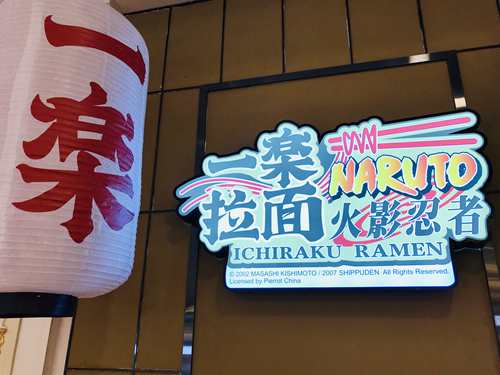 一楽
一楽
拉面
NARUTO
火影忍者
ICHIRAKU RAMEN
© 2002 MASASHI KISHIMOTO / 2007 SHIPPUDEN All Rights Reserved.
Licensed by Pierrot China